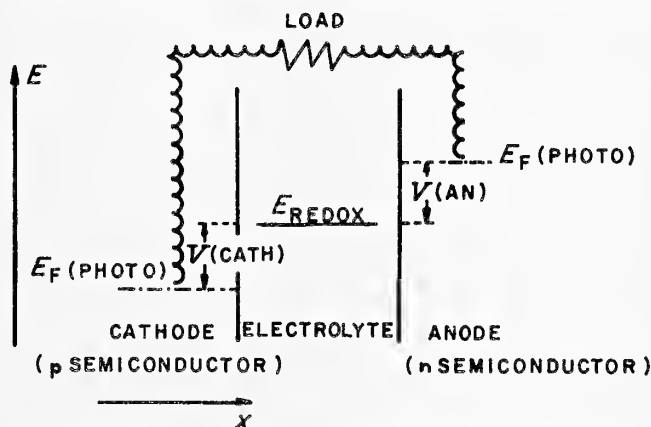 LOAD
E
E_F (PHOTO)
V(AN)
E_REDOX
V(CATH)
E_F (PHOTO)
CATHODE ELECTROLYTE ANODE
(p SEMICONDUCTOR) (n SEMICONDUCTOR)
x